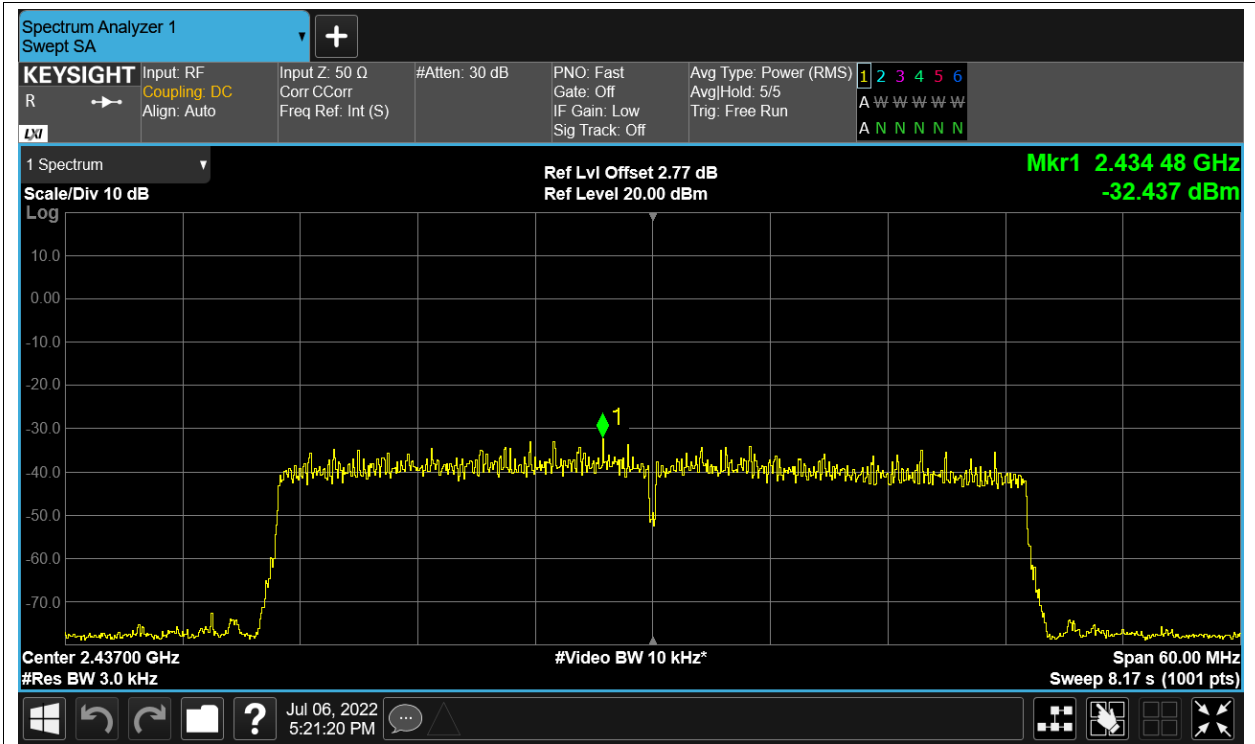 Spectrum Analyzer 1
Swept SA
+
KEYSIGHT
R
LXI
Input: RF
Coupling: DC
Align: Auto
Input Z: 50 Ω
Corr CCorr
Freq Ref: Int (S)
#Atten: 30 dB
PNO: Fast
Gate: Off
IF Gain: Low
Sig Track: Off
Avg Type: Power (RMS)
Avg|Hold: 5/5
Trig: Free Run
1 2 3 4 5 6
A W W W W W
A N N N N N
1 Spectrum
Scale/Div 10 dB
Log
Ref Lvl Offset 2.77 dB
Ref Level 20.00 dBm
Mkr1 2.434 48 GHz
-32.437 dBm
10.0
0.00
-10.0
-20.0
-30.0
-40.0
-50.0
-60.0
-70.0
1
Center 2.43700 GHz
#Res BW 3.0 kHz
#Video BW 10 kHz*
Span 60.00 MHz
Sweep 8.17 s (1001 pts)
?
Jul 06, 2022
5:21:20 PM